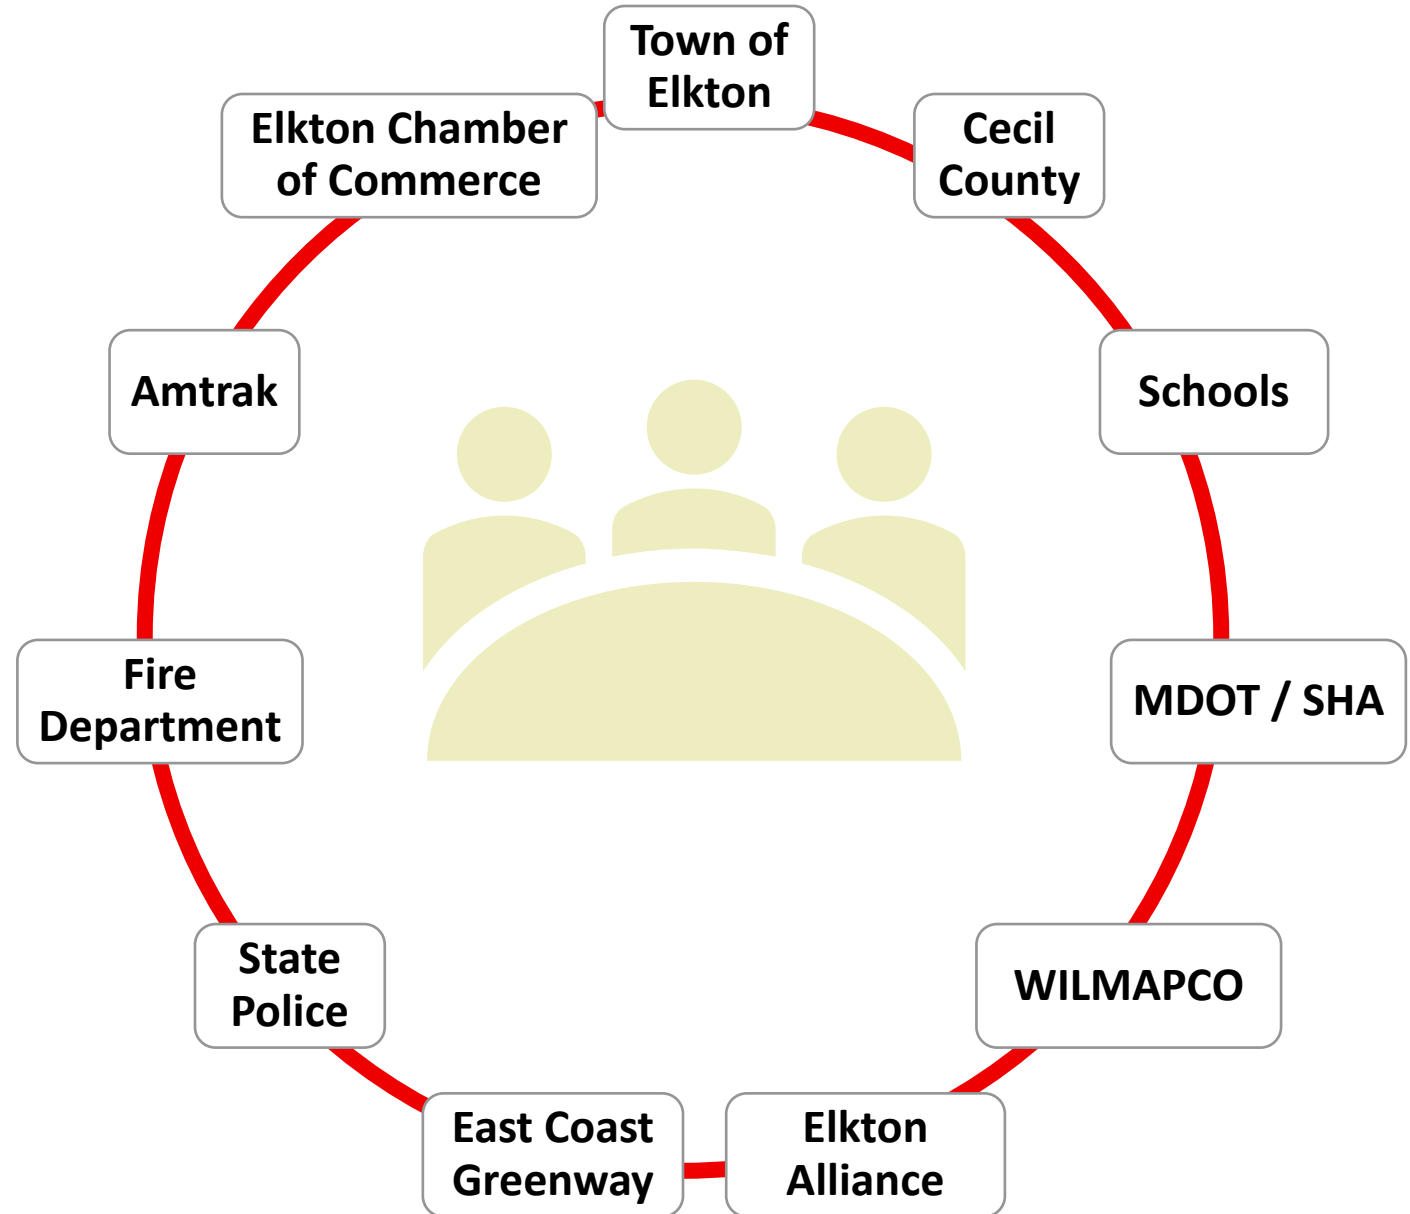 Town of
Elkton
Cecil
County
Schools
MDOT / SHA
WILMAPCO
Elkton
Alliance
East Coast
Greenway
State
Police
Fire
Department
Amtrak
Elkton Chamber
of Commerce